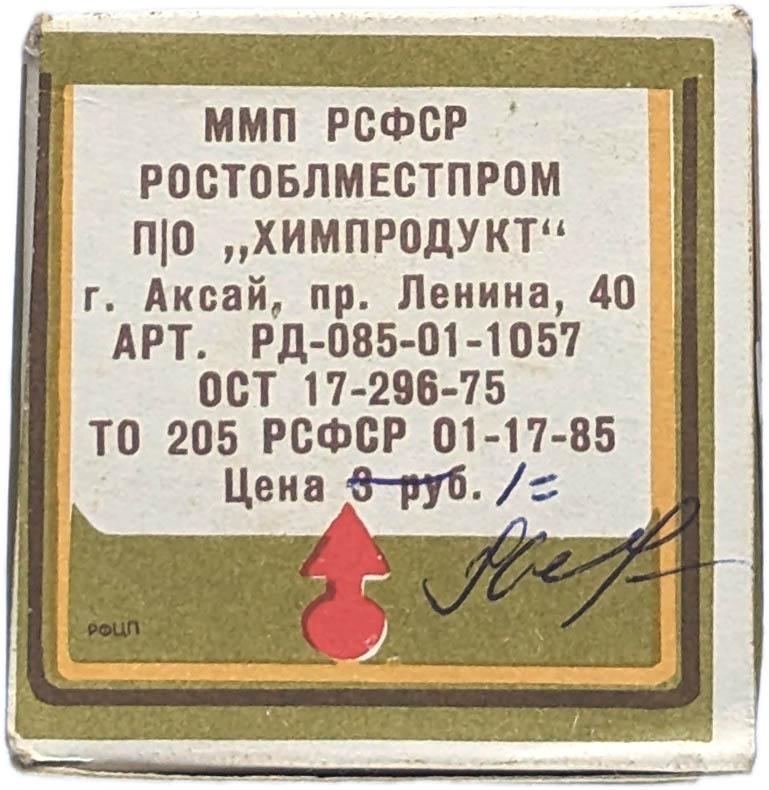 ММП РСФСР
РОСТОБЛМЕСТПРОМ
П|О „ХИМПРОДУКТ“
г. Аксай, пр. Ленина, 40
АРТ. РД-085-01-1057
ОСТ 17-296-75
ТО 205 РСФСР 01-17-85
Цена 3 руб. 1=
РФЦП